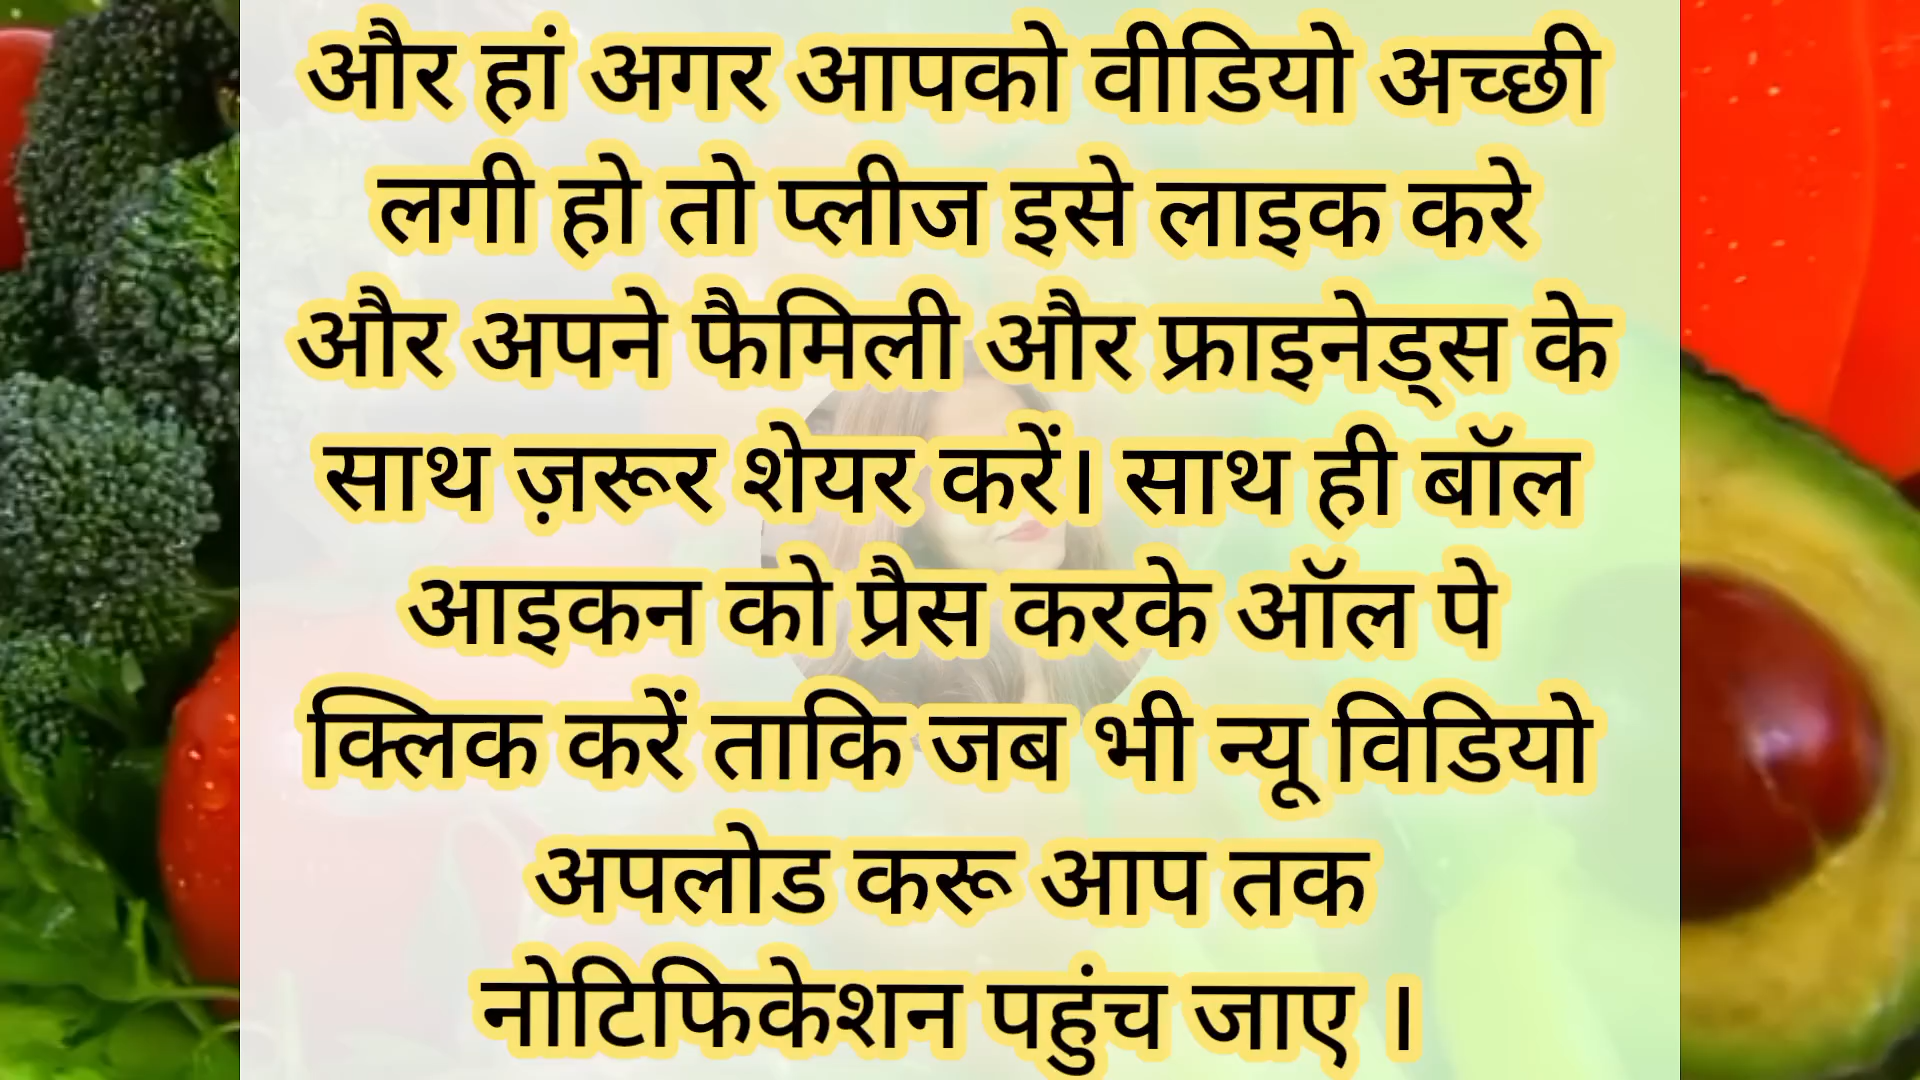 और हां अगर आपको वीडियो अच्छी
लगी हो तो प्लीज इसे लाइक करे
और अपने फैमिली और फ्राइनेड्स के
साथ ज़रूर शेयर करें। साथ ही बॉल
आइकन को प्रैस करके ऑल पे
क्लिक करें ताकि जब भी न्यू विडियो
अपलोड करू आप तक
नोटिफिकेशन पहुंच जाए ।